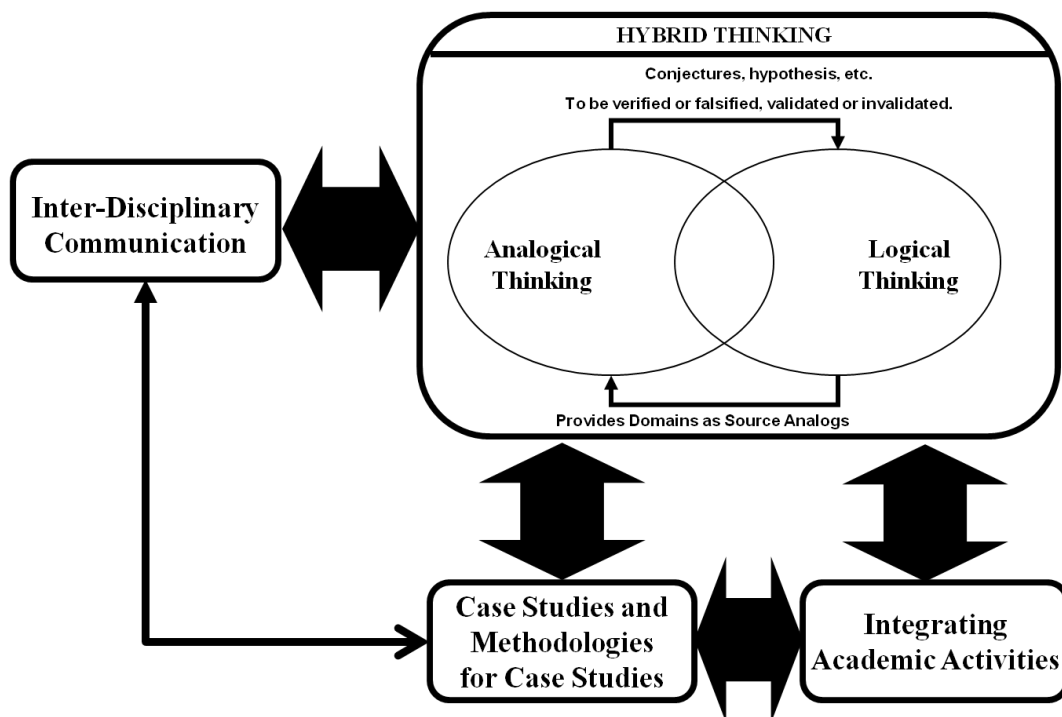 HYBRID THINKING
Conjectures, hypothesis, etc.
To be verified or falsified, validated or invalidated.
Inter-Disciplinary
Communication
Analogical
Thinking
Logical
Thinking
Provides Domains as Source Analogs
Case Studies and
Methodologies
for Case Studies
Integrating
Academic Activities